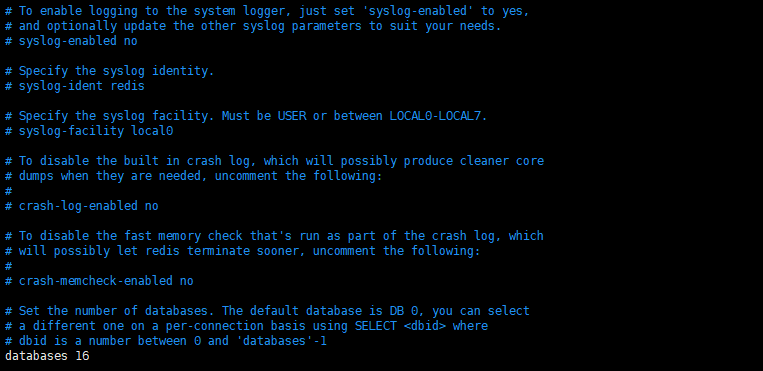 # To enable logging to the system logger, just set 'syslog-enabled' to yes,
# and optionally update the other syslog parameters to suit your needs.
# syslog-enabled no

# Specify the syslog identity.
# syslog-ident redis

# Specify the syslog facility. Must be USER or between LOCAL0-LOCAL7.
# syslog-facility local0

# To disable the built in crash log, which will possibly produce cleaner core
# dumps when they are needed, uncomment the following:
#
# crash-log-enabled no

# To disable the fast memory check that's run as part of the crash log, which
# will possibly let redis terminate sooner, uncomment the following:
#
# crash-memcheck-enabled no

# Set the number of databases. The default database is DB 0, you can select
# a different one on a per-connection basis using SELECT <dbid> where
# dbid is a number between 0 and 'databases'-1
databases 16